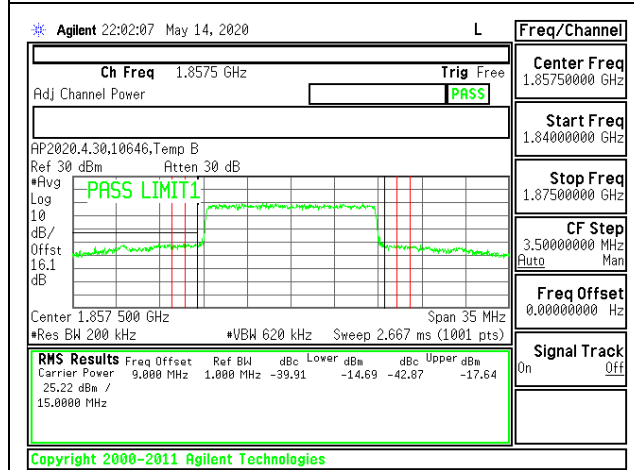 Agilent 22:02:07 May 14, 2020 L
Freq/Channel
Ch Freq 1.8575 GHz Trig Free
Adj Channel Power PASS
AP2020.4.30,10646,Temp B
Ref 30 dBm Atten 30 dB
#Avg
Log
10
dB/
Offst
16.1
dB
PASS LIMIT1
Center 1.857 500 GHz Span 35 MHz
#Res BW 200 kHz #VBW 620 kHz Sweep 2.667 ms (1001 pts)
RMS Results Freq Offset Ref BW dBc Lower dBm dBc Upper dBm
Carrier Power 9.000 MHz 1.000 MHz -39.91 -14.69 -42.87 -17.64
25.22 dBm /
15.0000 MHz
Center Freq
1.85750000 GHz
Start Freq
1.84000000 GHz
Stop Freq
1.87500000 GHz
CF Step
3.50000000 MHz
Auto Man
Freq Offset
0.00000000 Hz
Signal Track
On Off
Copyright 2000-2011 Agilent Technologies